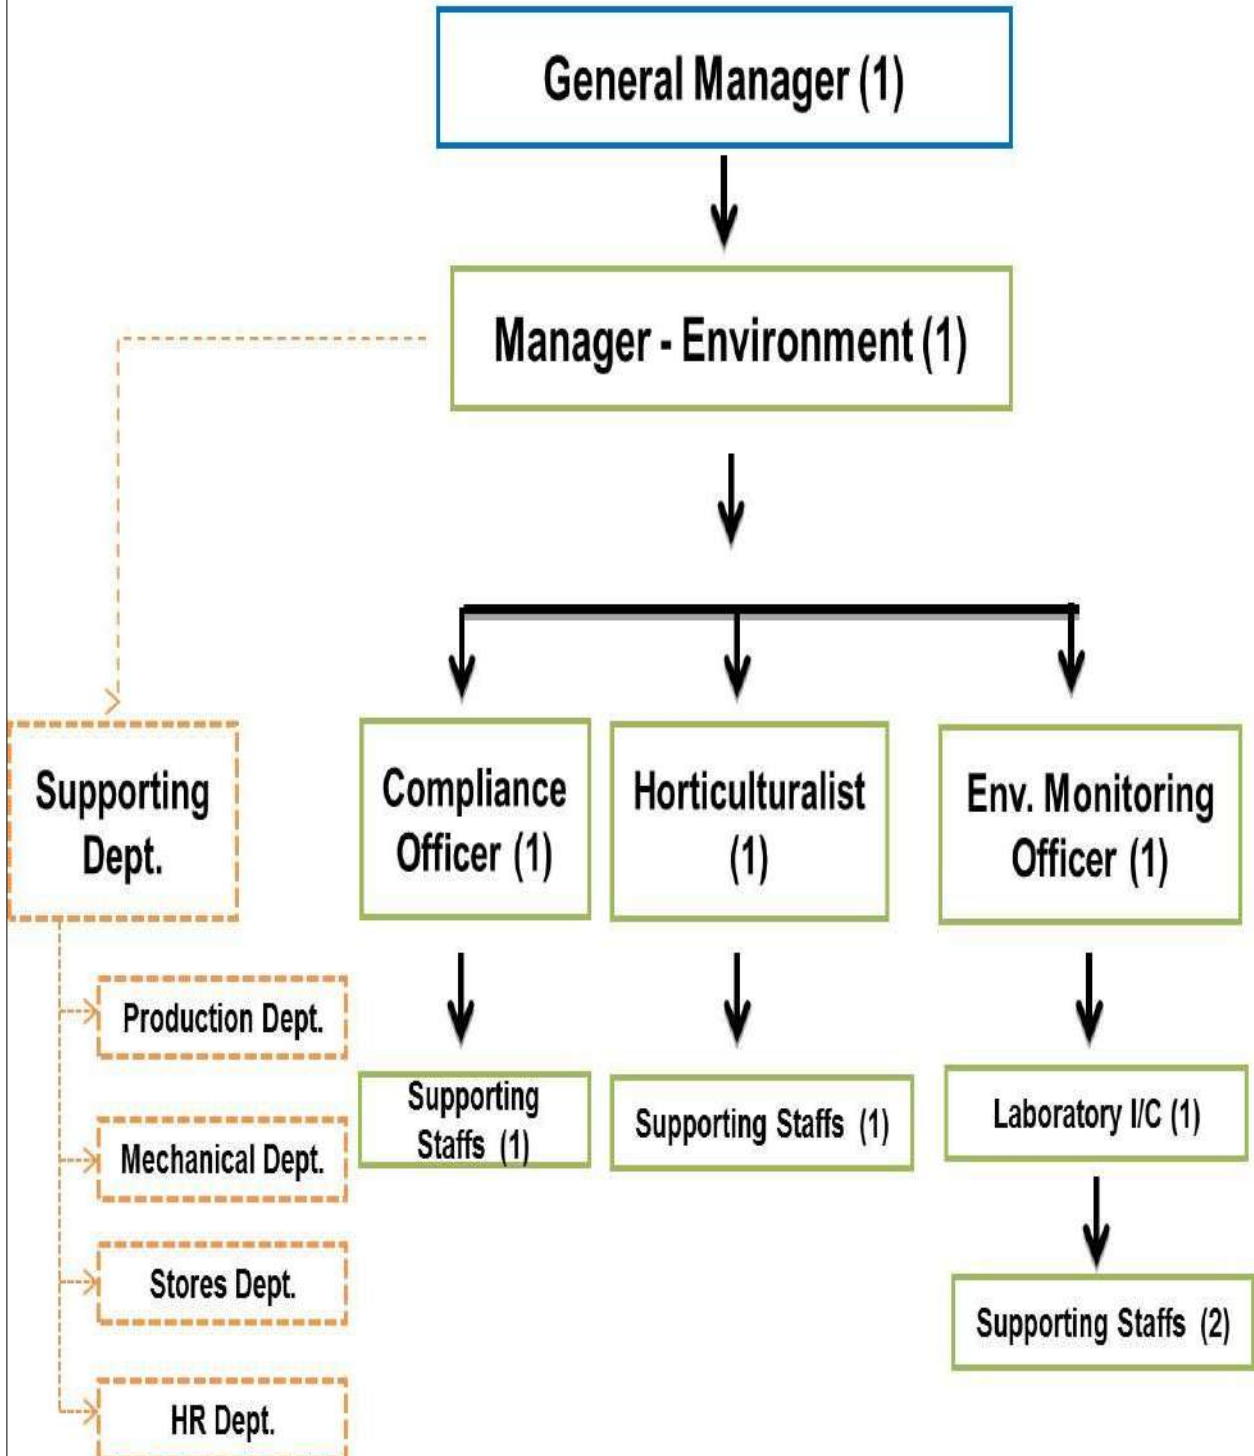 General Manager (1)
Manager - Environment (1)
Supporting
Dept.
Compliance
Officer (1)
Horticulturalist
(1)
Env. Monitoring
Officer (1)
Production Dept.
Mechanical Dept.
Stores Dept.
HR Dept.
Supporting
Staffs (1)
Supporting Staffs (1)
Laboratory I/C (1)
Supporting Staffs (2)